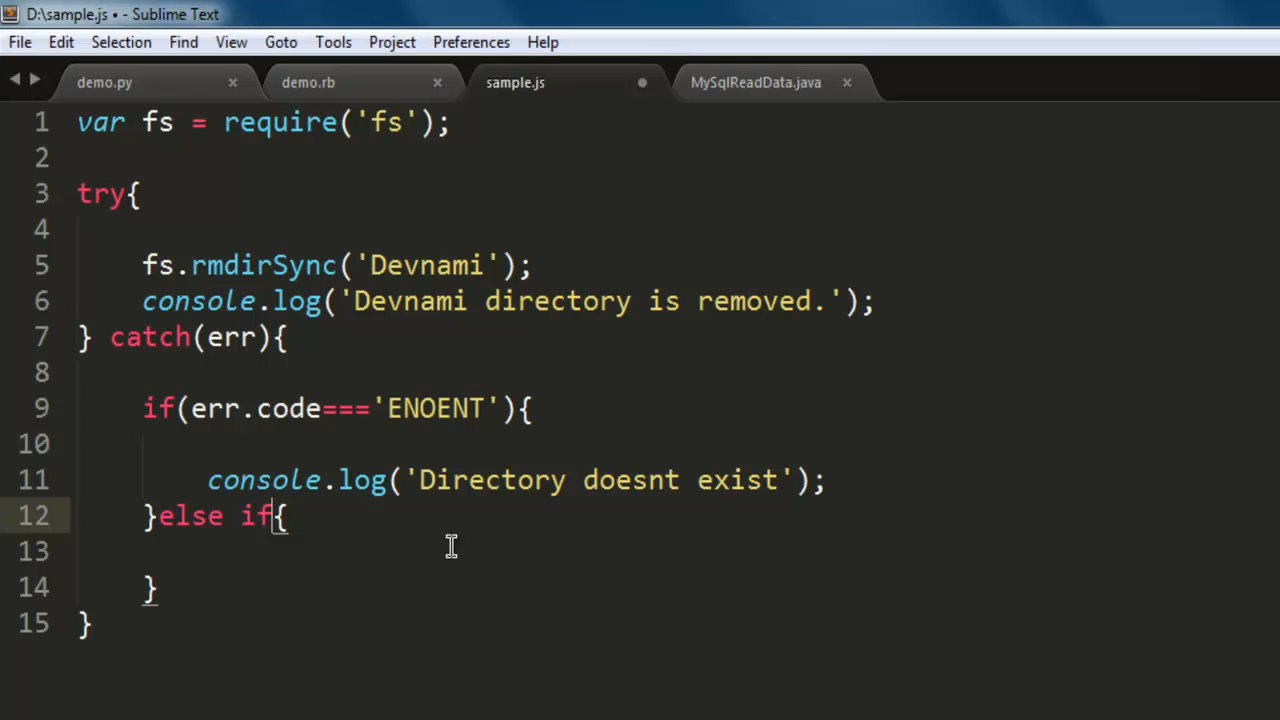 D:\sample.js • - Sublime Text
File Edit Selection Find View Goto Tools Project Preferences Help
demo.py demo.rb sample.js MySqlReadData.java
1 var fs = require('fs');
2
3 try{
4
5 fs.rmdirSync('Devnami');
6 console.log('Devnami directory is removed.');
7 } catch(err){
8
9 if(err.code==='ENOENT'){
10
11 console.log('Directory doesnt exist');
12 }else if{
13
14 }
15 }